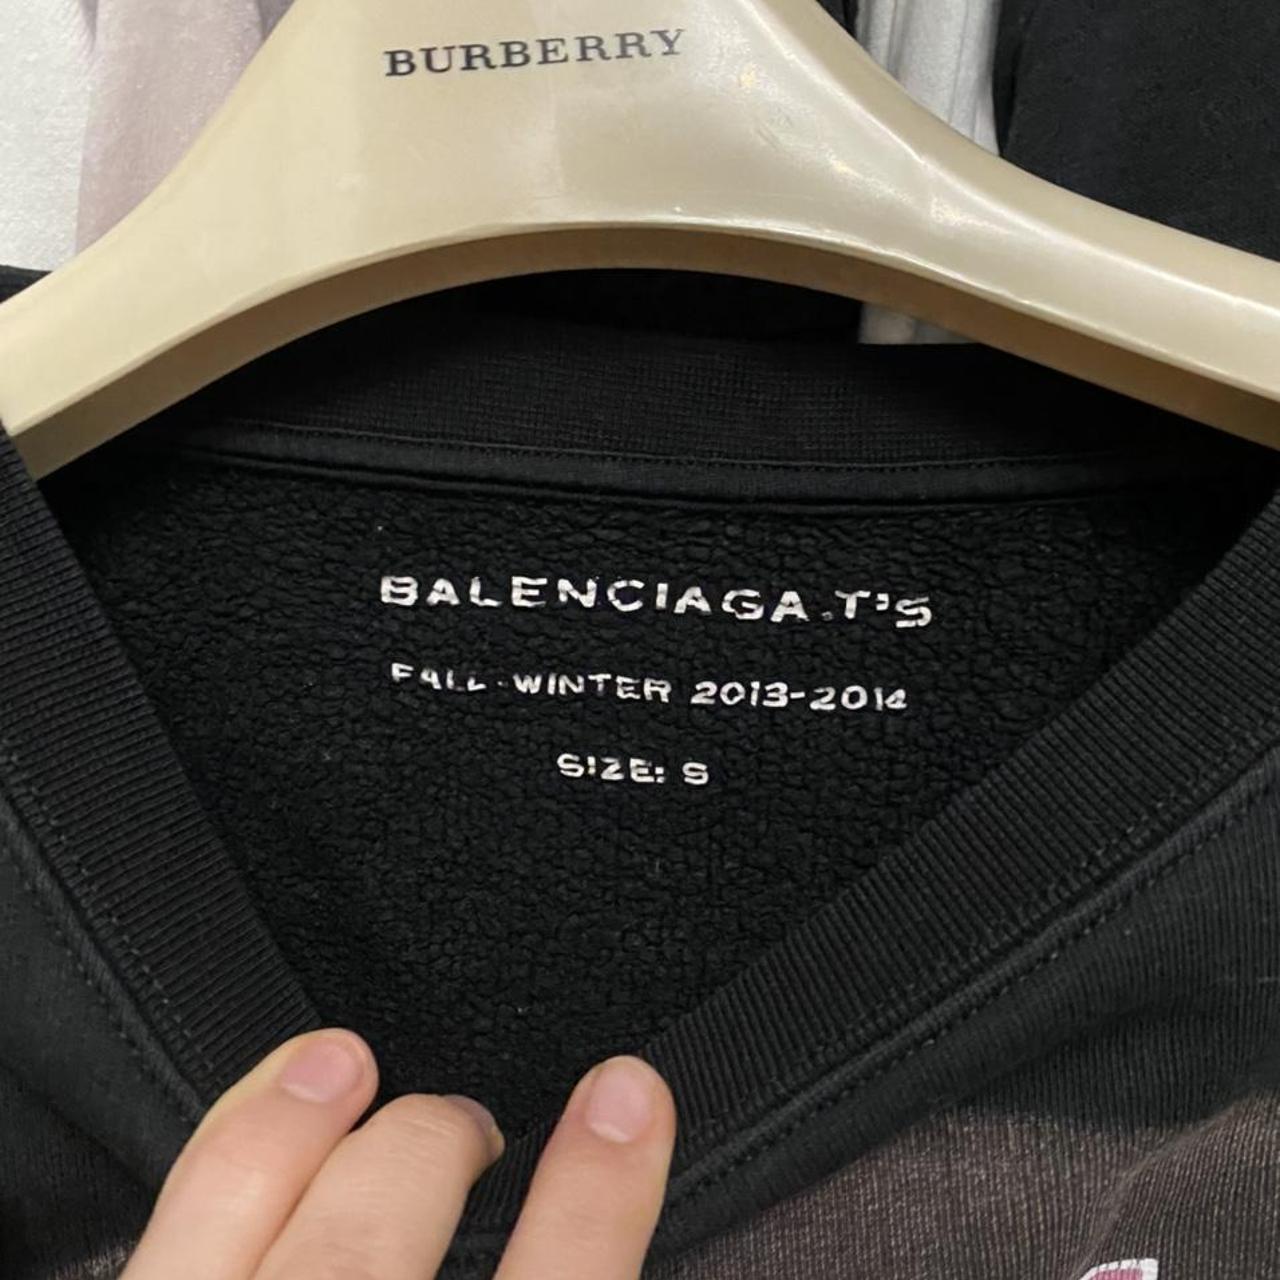 BURBERRY
BALENCIAGA.T'S
FALL-WINTER 2013-2014
SIZE: S